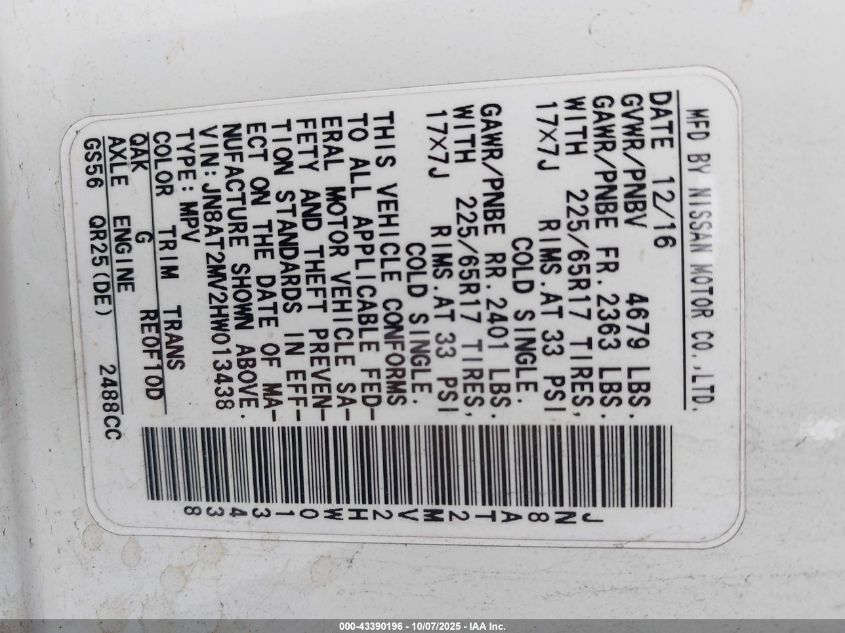 MFD BY NISSAN MOTOR CO.,LTD.
DATE 12/16
GVWR/PNBV 4679 LBS.
GAWR/PNBE FR. 2363 LBS.
WITH 225/65R17 TIRES,
17X7J RIMS.AT 33 PSI
COLD SINGLE.
GAWR/PNBE RR. 2401 LBS.
WITH 225/65R17 TIRES,
17X7J RIMS.AT 33 PSI
COLD SINGLE.
THIS VEHICLE CONFORMS
TO ALL APPLICABLE FED-
ERAL MOTOR VEHICLE SA-
FETY AND THEFT PREVEN-
TION STANDARDS IN EFF-
ECT ON THE DATE OF MA-
NUFACTURE SHOWN ABOVE.
VIN:JN8AT2MV2HW013438
TYPE:MPV
COLOR TRIM TRANS
QAK G RE0F10D
AXLE ENGINE
GS56 QR25(DE) 2488CC
JN8AT2MV2HW013438
000-43390196 - 10/07/2025 - IAA Inc.